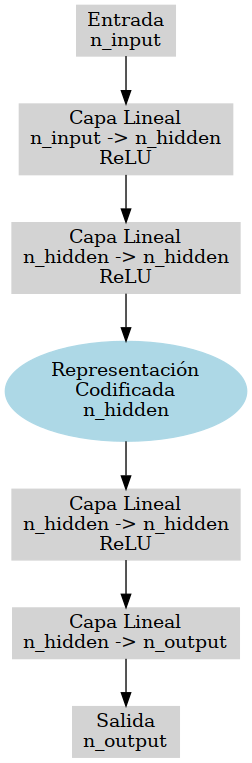 Entrada
n_input
Capa Lineal
n_input -> n_hidden
ReLU
Capa Lineal
n_hidden -> n_hidden
ReLU
Representación
Codificada
n_hidden
Capa Lineal
n_hidden -> n_hidden
ReLU
Capa Lineal
n_hidden -> n_output
Salida
n_output